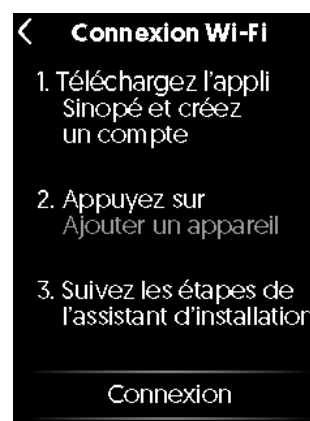 Connexion Wi-Fi
1. Téléchargez l'appli
Sinopé et créez
un compte
2. Appuyez sur
Ajouter un appareil
3. Suivez les étapes de
l'assistant d'installation
Connexion